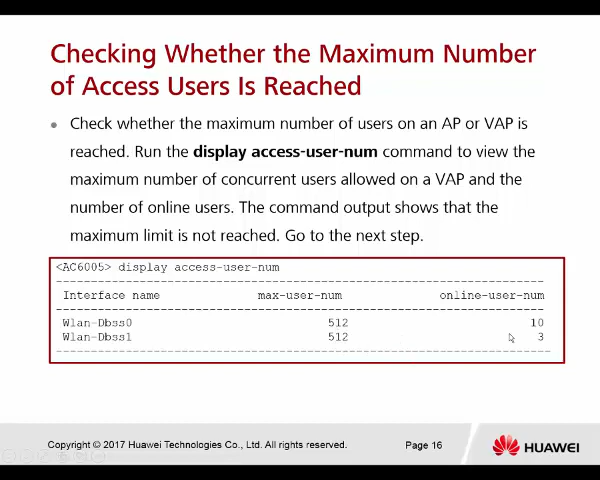 Checking Whether the Maximum Number
of Access Users Is Reached
• Check whether the maximum number of users on an AP or VAP is
reached. Run the display access-user-num command to view the
maximum number of concurrent users allowed on a VAP and the
number of online users. The command output shows that the
maximum limit is not reached. Go to the next step.
<AC6005> display access-user-num
Interface name max-user-num online-user-num
Wlan-Dbss0 512 10
Wlan-Dbss1 512 3
Copyright © 2017 Huawei Technologies Co., Ltd. All rights reserved. Page 16 HUAWEI